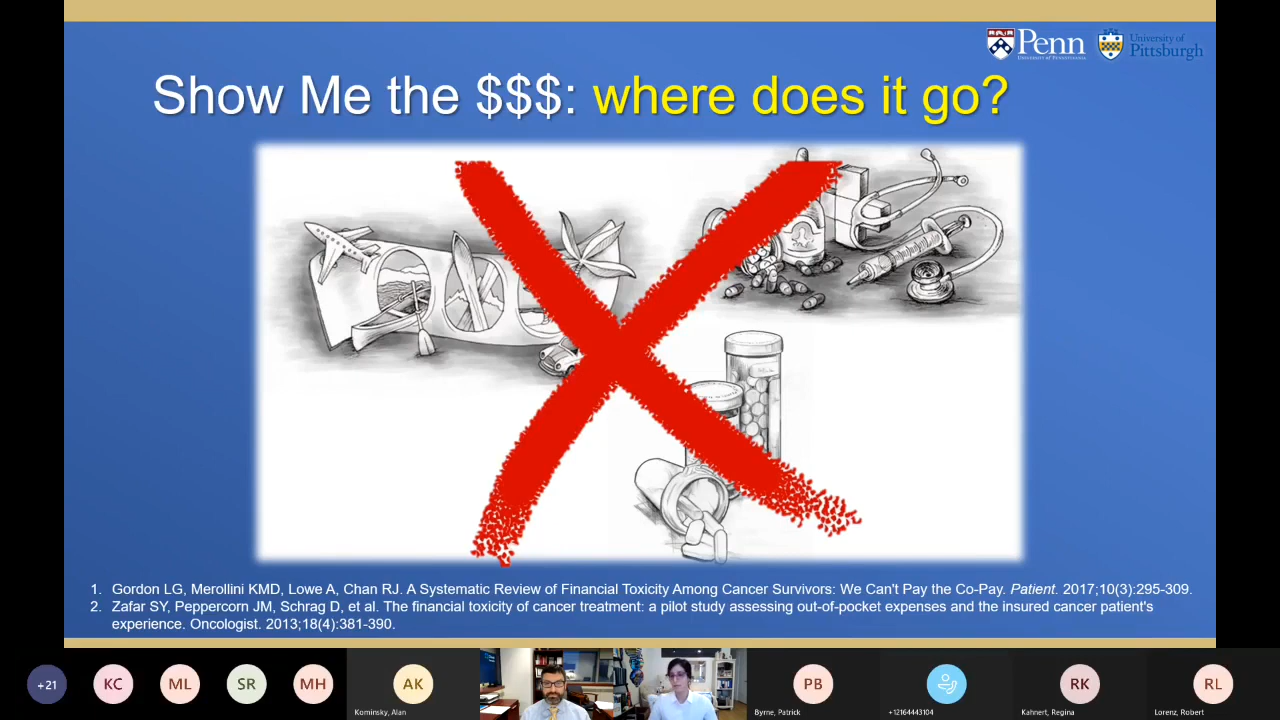 Penn
UNIVERSITY OF PENNSYLVANIA
University of
Pittsburgh
Show Me the $$$: where does it go?
1. Gordon LG, Merollini KMD, Lowe A, Chan RJ. A Systematic Review of Financial Toxicity Among Cancer Survivors: We Can't Pay the Co-Pay. Patient. 2017;10(3):295-309.
2. Zafar SY, Peppercorn JM, Schrag D, et al. The financial toxicity of cancer treatment: a pilot study assessing out-of-pocket expenses and the insured cancer patient's
experience. Oncologist. 2013;18(4):381-390.
+21
KC
ML
SR
MH
AK
PB
RK
RL
Kominsky, Alan
Byrne, Patrick
+12164443104
Kahnert, Regina
Lorenz, Robert